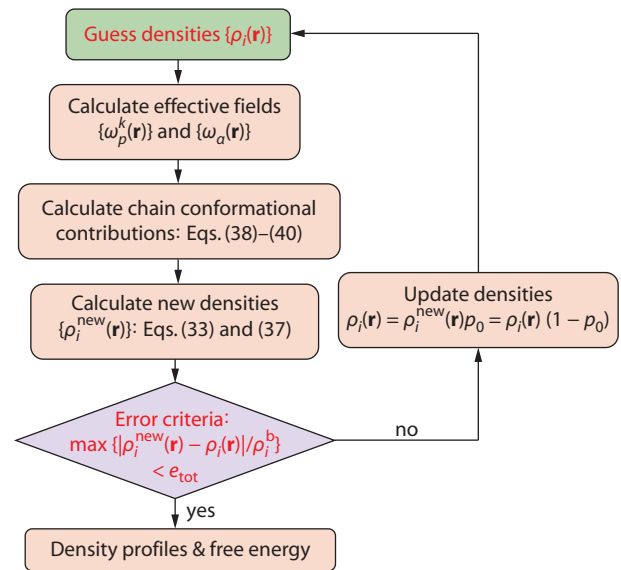 Guess densities {ρᵢ(r)}
Calculate effective fields
{ωₚᵏ(r)} and {ωₐ(r)}
Calculate chain conformational
contributions: Eqs. (38)–(40)
Calculate new densities
{ρᵢⁿᵉʷ(r)}: Eqs. (33) and (37)
Error criteria:
max {|ρᵢⁿᵉʷ(r) − ρᵢ(r)|/ρᵢᵇ}
< eₜₒₜ
yes
Density profiles & free energy
no
Update densities
ρᵢ(r) = ρᵢⁿᵉʷ(r)p₀ = ρᵢ(r) (1 − p₀)